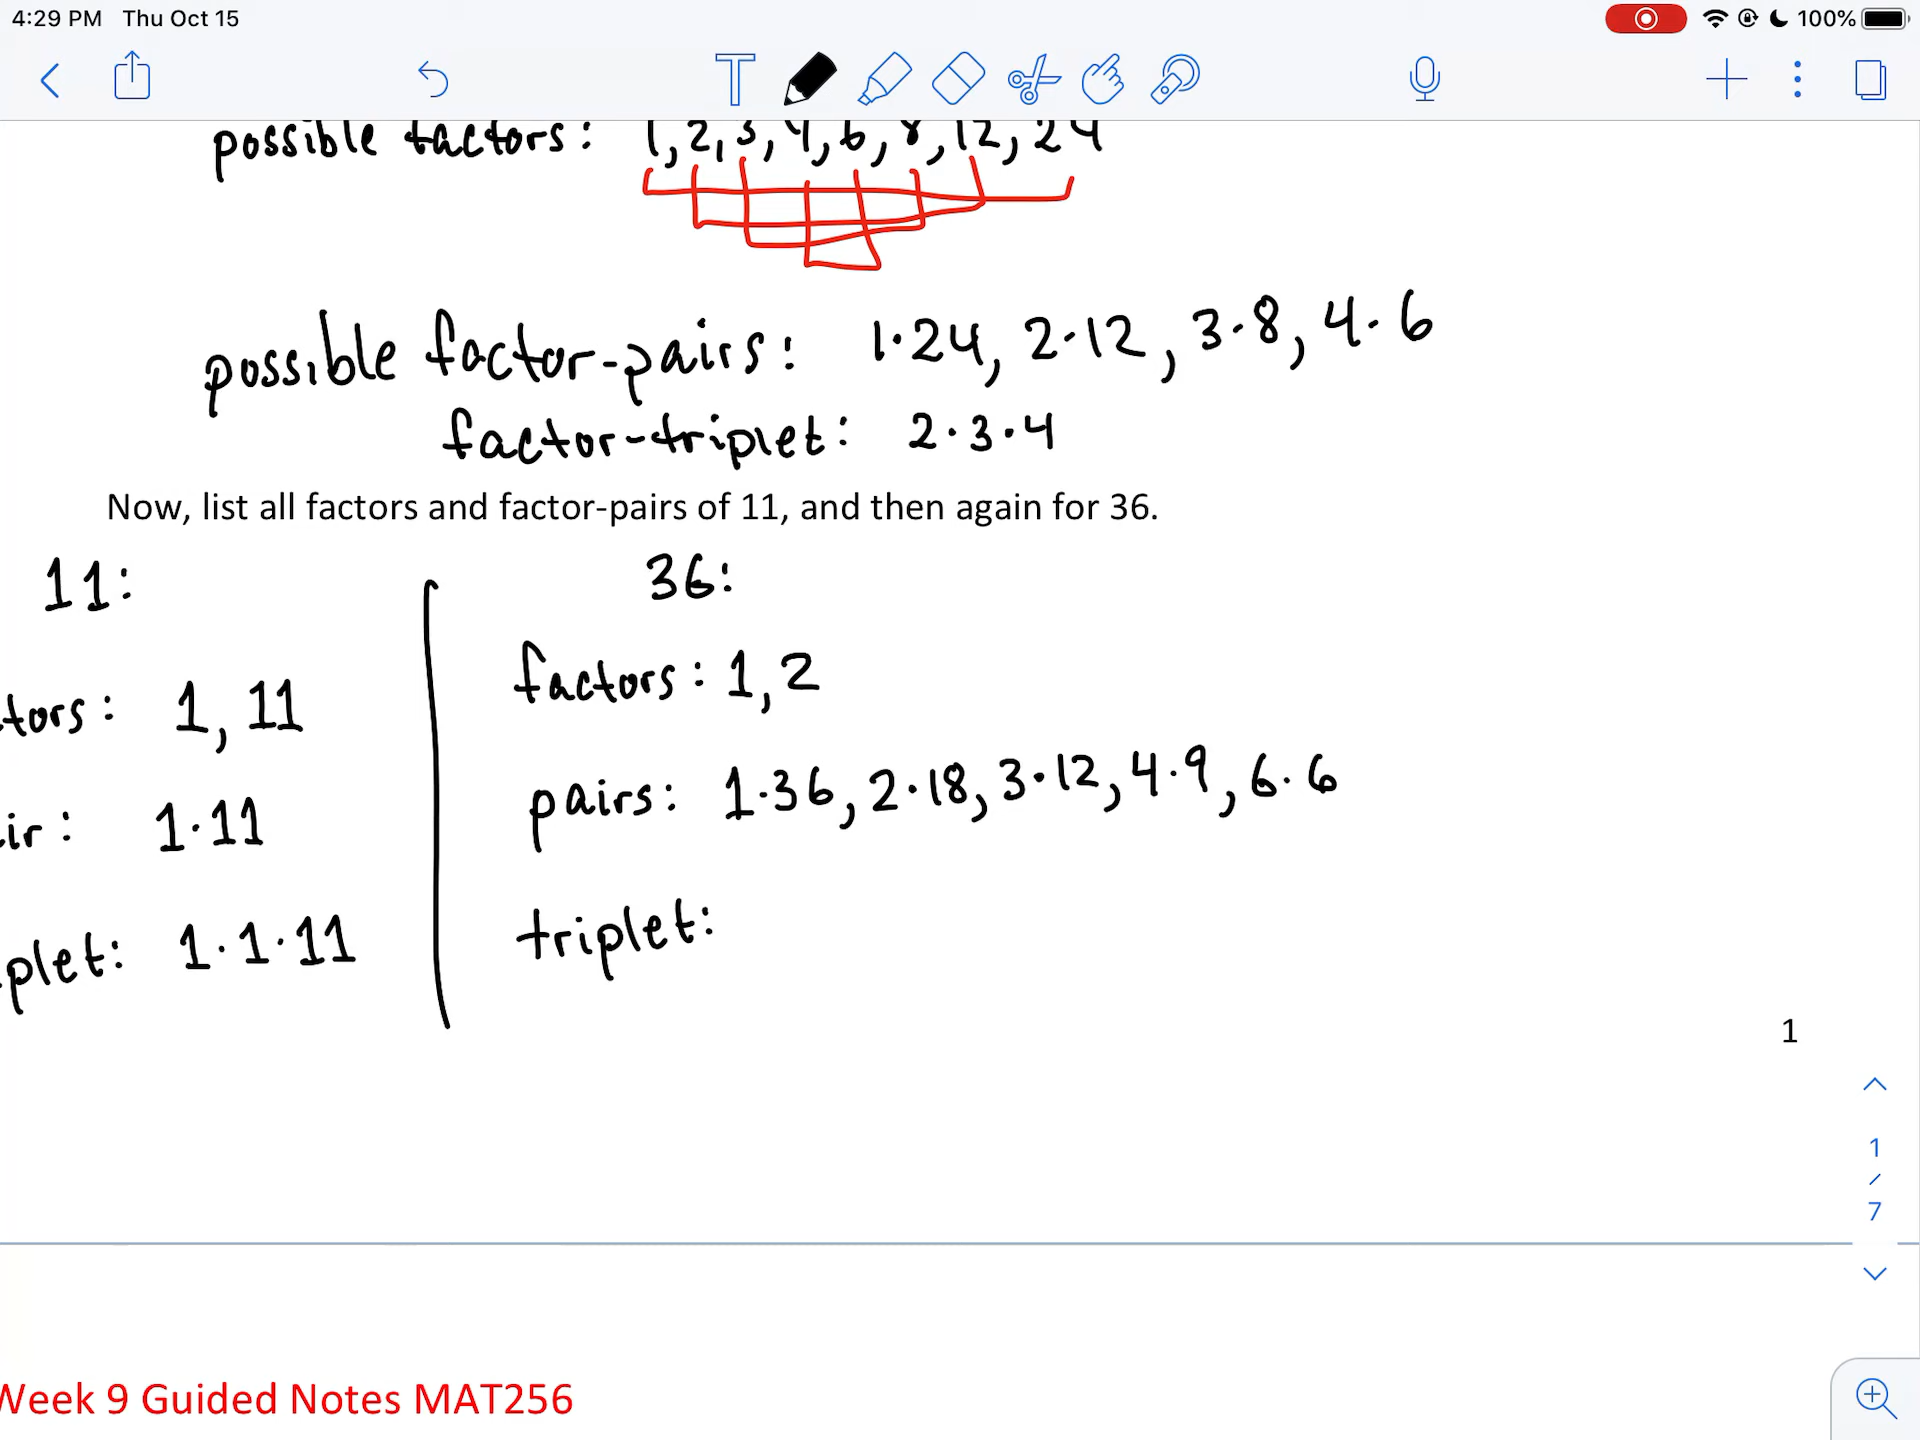 4:29 PM Thu Oct 15
100%
possible factors: 1, 2, 3, 4, 6, 8, 12, 24
possible factor-pairs: 1·24, 2·12, 3·8, 4·6
factor-triplet: 2·3·4
Now, list all factors and factor-pairs of 11, and then again for 36.
11:
tors: 1, 11
ir: 1·11
plet: 1·1·11
36:
factors: 1, 2
pairs: 1·36, 2·18, 3·12, 4·9, 6·6
triplet:
1
1
/
7
Week 9 Guided Notes MAT256